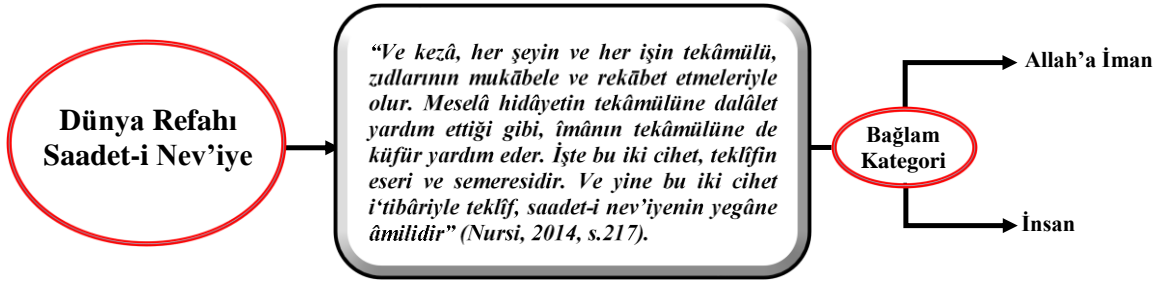 Dünya Refahı
Saadet-i Nev’iye
“Ve kezâ, her şeyin ve her işin tekâmülü,
zıdlarının mukābele ve rekābet etmeleriyle
olur. Meselâ hidâyetin tekâmülüne dalâlet
yardım ettiği gibi, îmânın tekâmülüne de
küfür yardım eder. İşte bu iki cihet, teklîfin
eseri ve semeresidir. Ve yine bu iki cihet
i‘tibâriyle teklîf, saadet-i nev’iyenin yegâne
âmilidir” (Nursi, 2014, s.217).
Bağlam
Kategori
Allah’a İman
İnsan